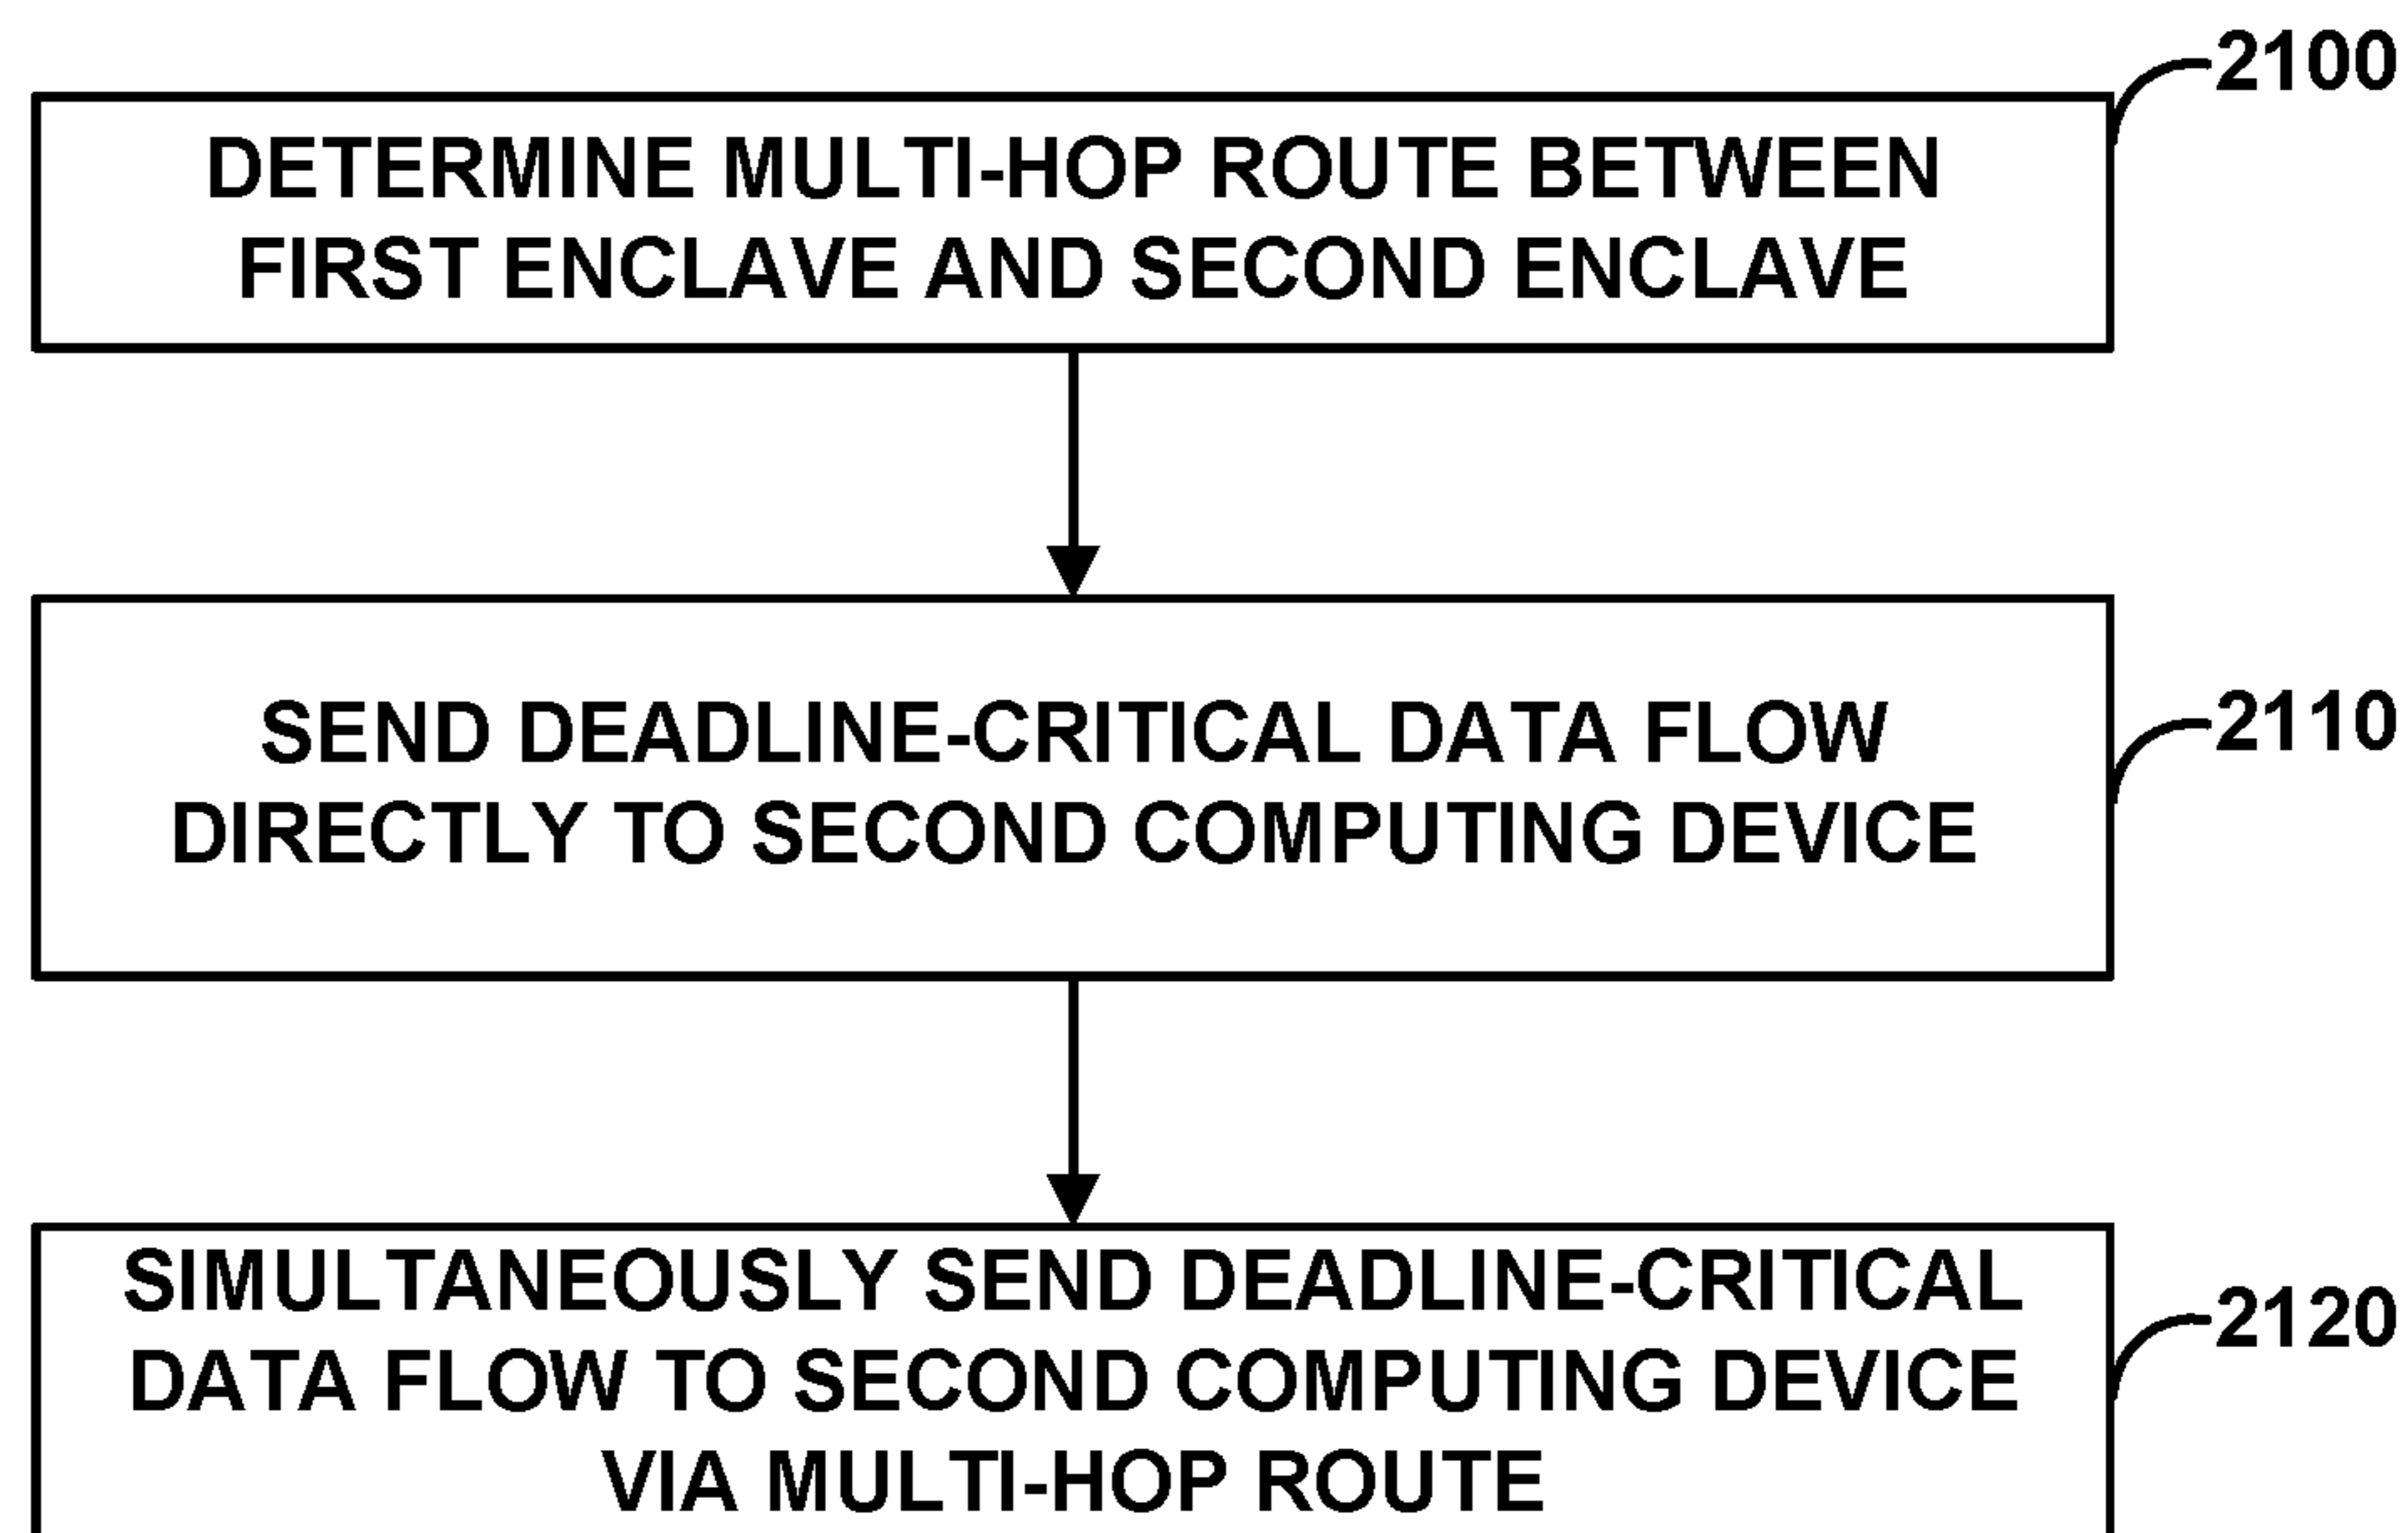 2100
DETERMINE MULTI-HOP ROUTE BETWEEN
FIRST ENCLAVE AND SECOND ENCLAVE
SEND DEADLINE-CRITICAL DATA FLOW
DIRECTLY TO SECOND COMPUTING DEVICE
2110
SIMULTANEOUSLY SEND DEADLINE-CRITICAL
DATA FLOW TO SECOND COMPUTING DEVICE
VIA MULTI-HOP ROUTE
2120